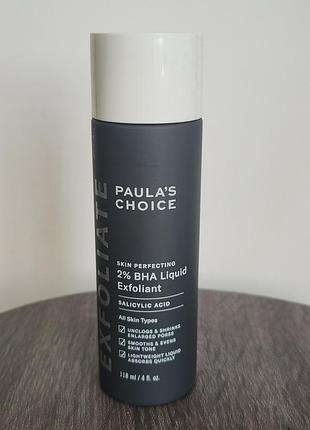 EXFOLIATE
PAULA'S
CHOICE
SKIN PERFECTING
2% BHA Liquid
Exfoliant
SALICYLIC ACID
All Skin Types
UNCLOGS & SHRINKS
ENLARGED PORES
SMOOTHS & EVENS
SKIN TONE
LIGHTWEIGHT LIQUID
ABSORBS QUICKLY
118 ml / 4 fl. oz.